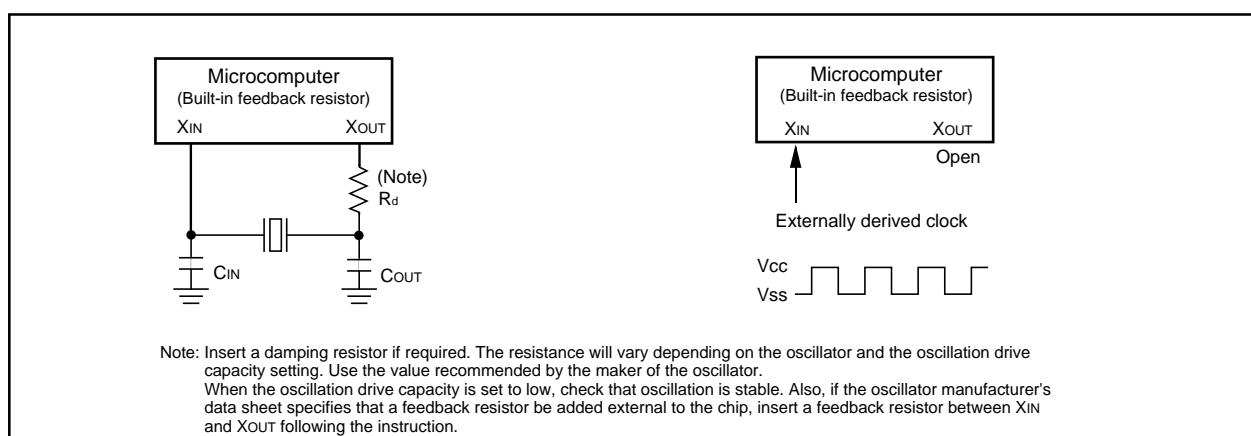 Microcomputer
(Built-in feedback resistor)
XIN XOUT
(Note)
Rd
CIN
COUT
Microcomputer
(Built-in feedback resistor)
XIN XOUT
Open
Externally derived clock
Vcc
Vss
Note: Insert a damping resistor if required. The resistance will vary depending on the oscillator and the oscillation drive
capacity setting. Use the value recommended by the maker of the oscillator.
When the oscillation drive capacity is set to low, check that oscillation is stable. Also, if the oscillator manufacturer's
data sheet specifies that a feedback resistor be added external to the chip, insert a feedback resistor between XIN
and XOUT following the instruction.